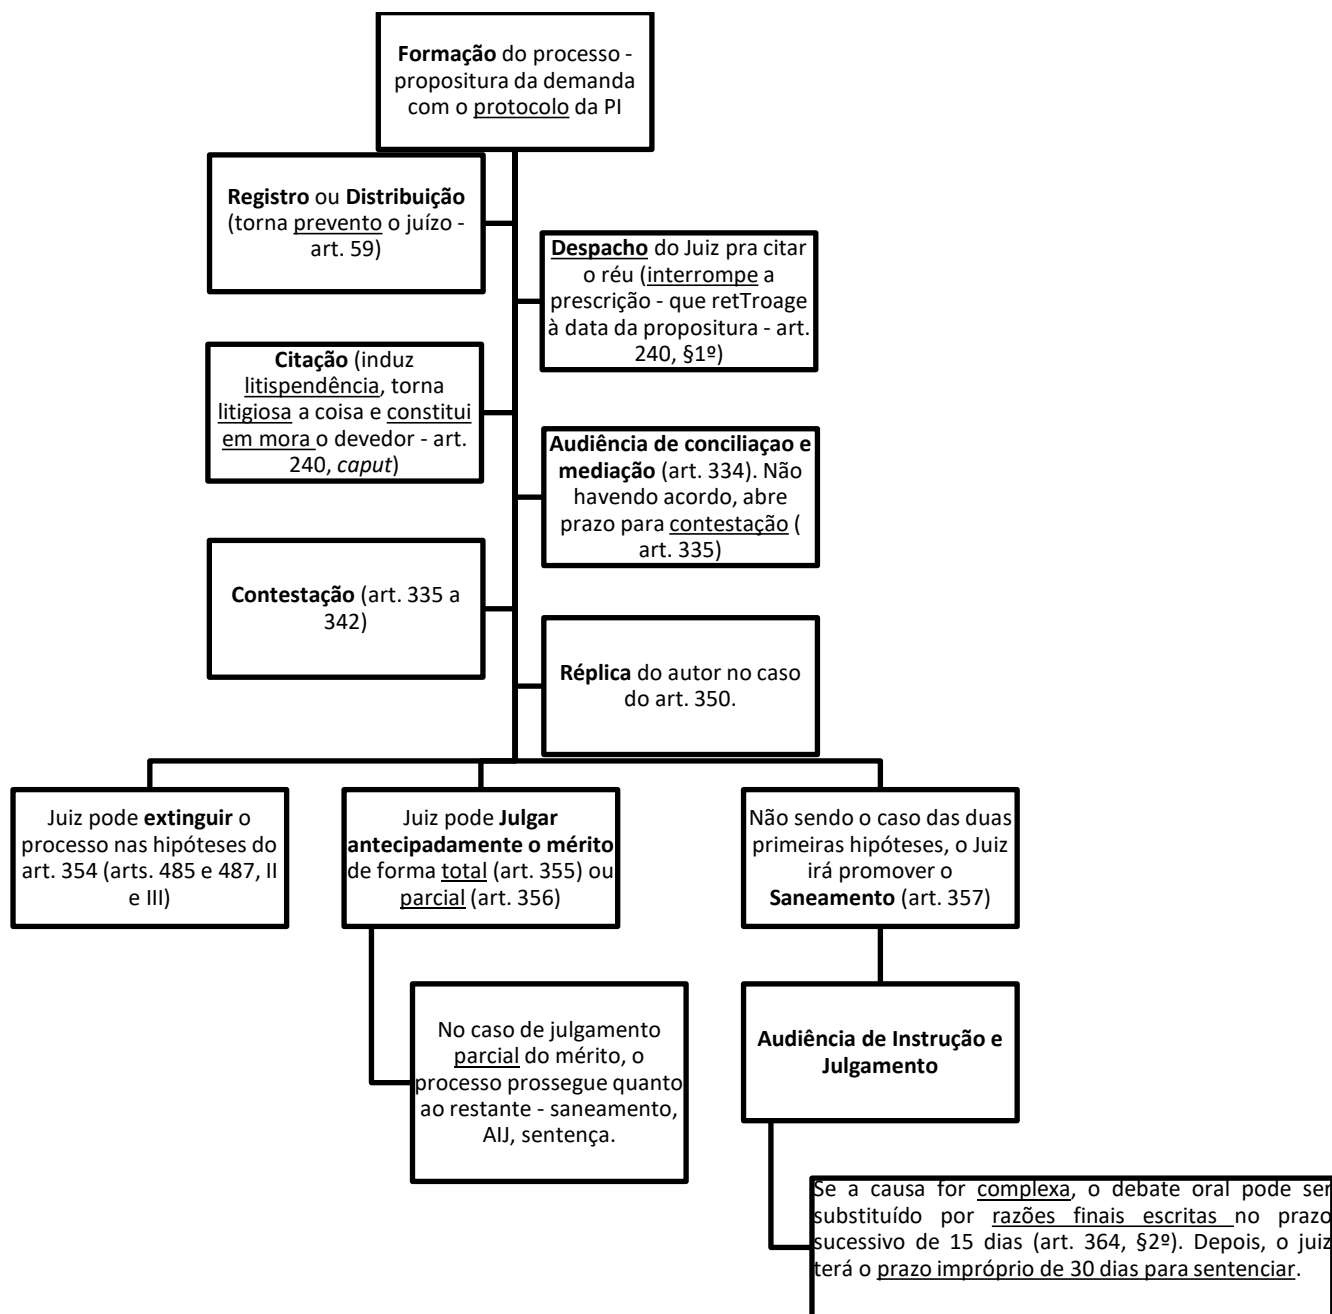 Formação do processo -
propositura da demanda
com o protocolo da PI
Registro ou Distribuição
(torna prevento o juízo -
art. 59)
Despacho do Juiz pra citar
o réu (interrompe a
prescrição - que retTroage
à data da propositura - art.
240, §1º)
Citação (induz
litispendência, torna
litigiosa a coisa e constitui
em mora o devedor - art.
240, caput)
Audiência de conciliaçao e
mediação (art. 334). Não
havendo acordo, abre
prazo para contestação (
art. 335)
Contestação (art. 335 a
342)
Réplica do autor no caso
do art. 350.
Juiz pode extinguir o
processo nas hipóteses do
art. 354 (arts. 485 e 487, II
e III)
Juiz pode Julgar
antecipadamente o mérito
de forma total (art. 355) ou
parcial (art. 356)
Não sendo o caso das duas
primeiras hipóteses, o Juiz
irá promover o
Saneamento (art. 357)
No caso de julgamento
parcial do mérito, o
processo prossegue quanto
ao restante - saneamento,
AIJ, sentença.
Audiência de Instrução e
Julgamento
Se a causa for complexa, o debate oral pode ser
substituído por razões finais escritas no prazo
sucessivo de 15 dias (art. 364, §2º). Depois, o juiz
terá o prazo impróprio de 30 dias para sentenciar.